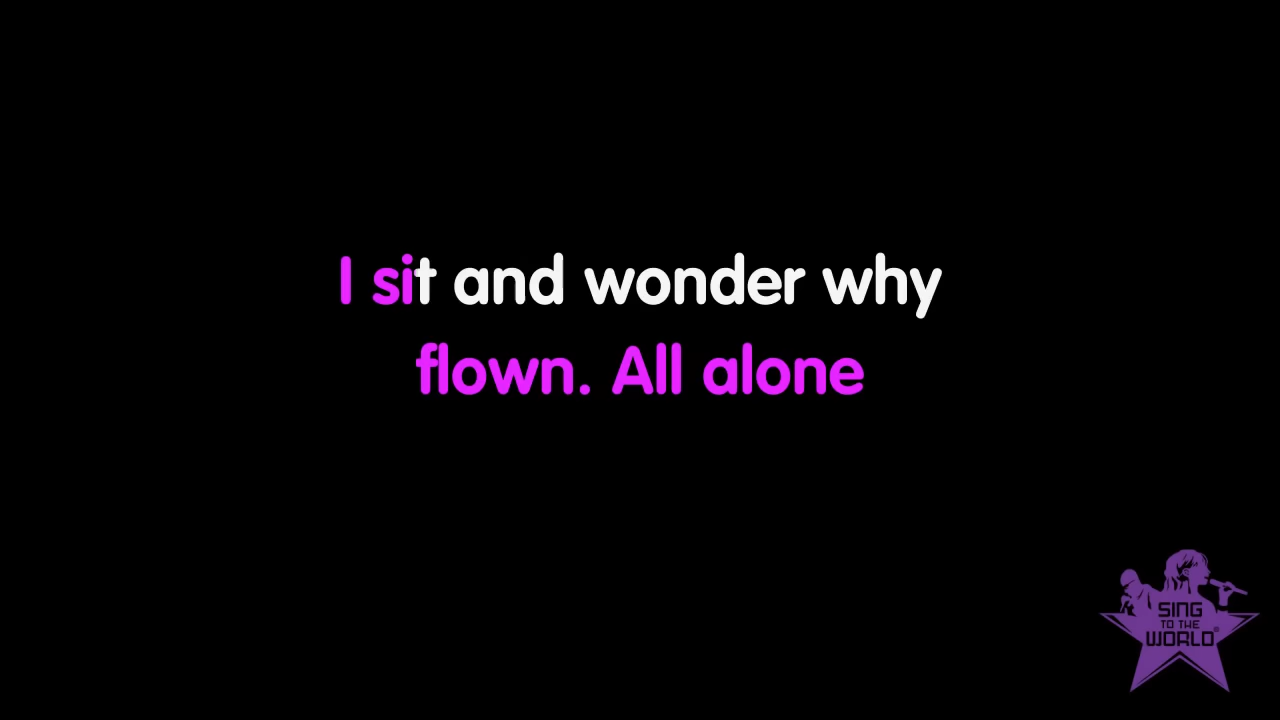 I sit and wonder why
flown. All alone
SING
TO THE
WORLD®